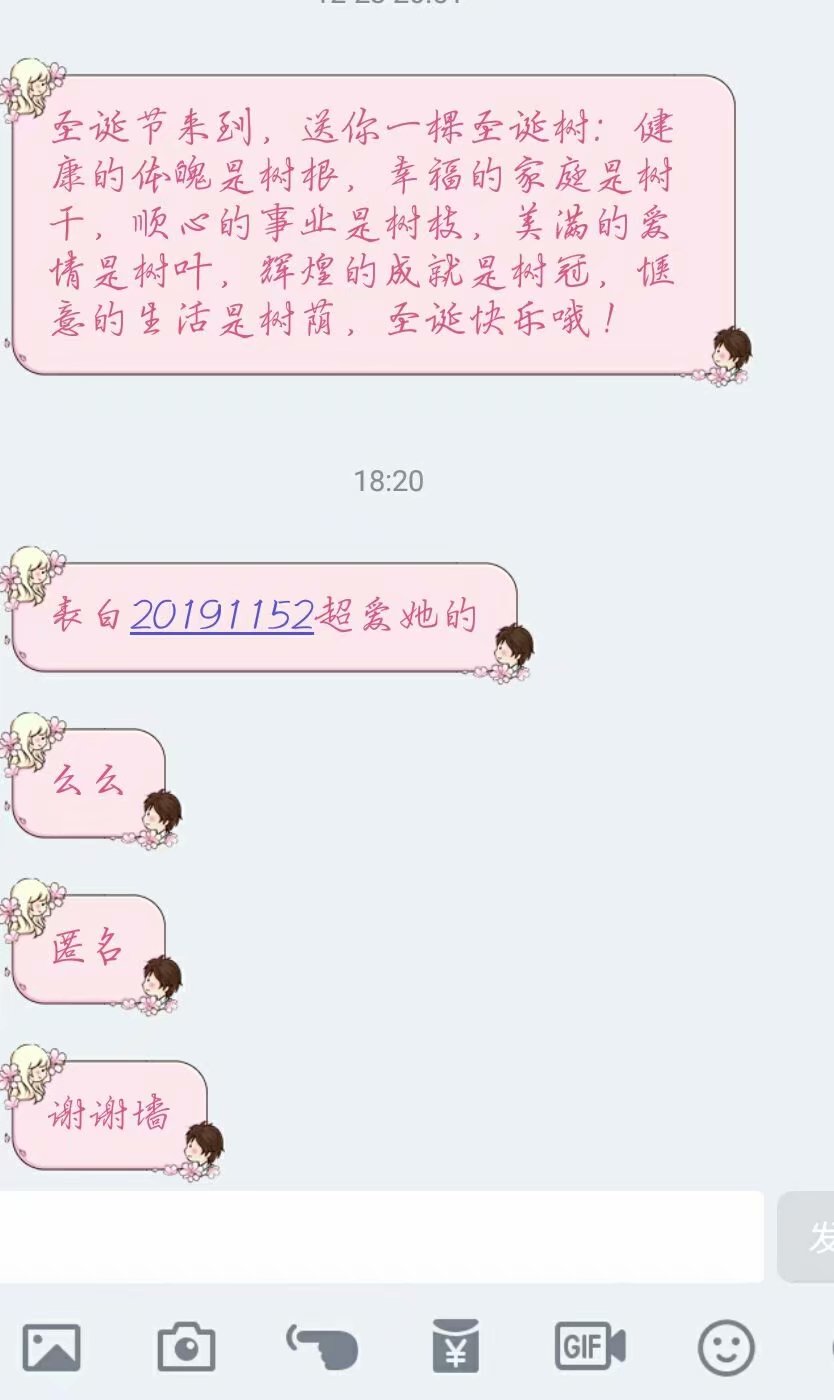 圣诞节来到，送你一棵圣诞树：健
康的体魄是树根，幸福的家庭是树
干，顺心的事业是树枝，美满的爱
情是树叶，辉煌的成就是树冠，惬
意的生活是树荫，圣诞快乐哦！
18:20
表白20191152超爱她的
么么
匿名
谢谢墙
发
GIF